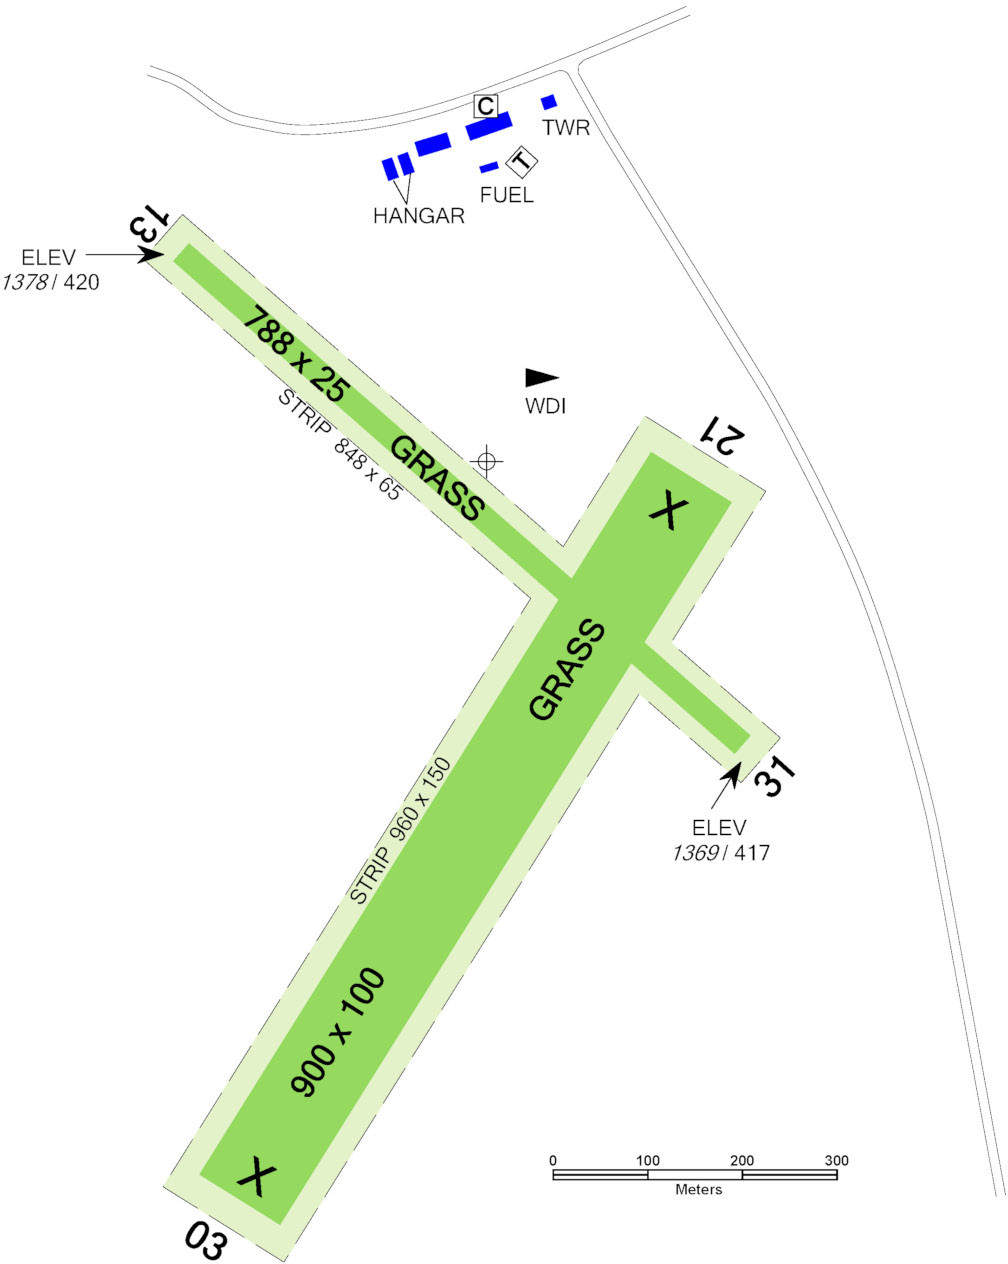 C
TWR
T
FUEL
HANGAR
13
ELEV
1378 / 420
788 x 25
GRASS
STRIP 848 x 65
WDI
21
X
GRASS
STRIP 960 x 150
31
ELEV
1369 / 417
900 x 100
X
03
0 100 200 300
Meters